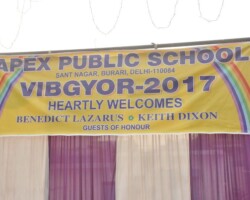 APEX PUBLIC SCHOOL
SANT NAGAR, BURARI, DELHI-110084
VIBGYOR-2017
HEARTLY WELCOMES
BENEDICT LAZARUS KEITH DIXON
GUESTS OF HONOUR